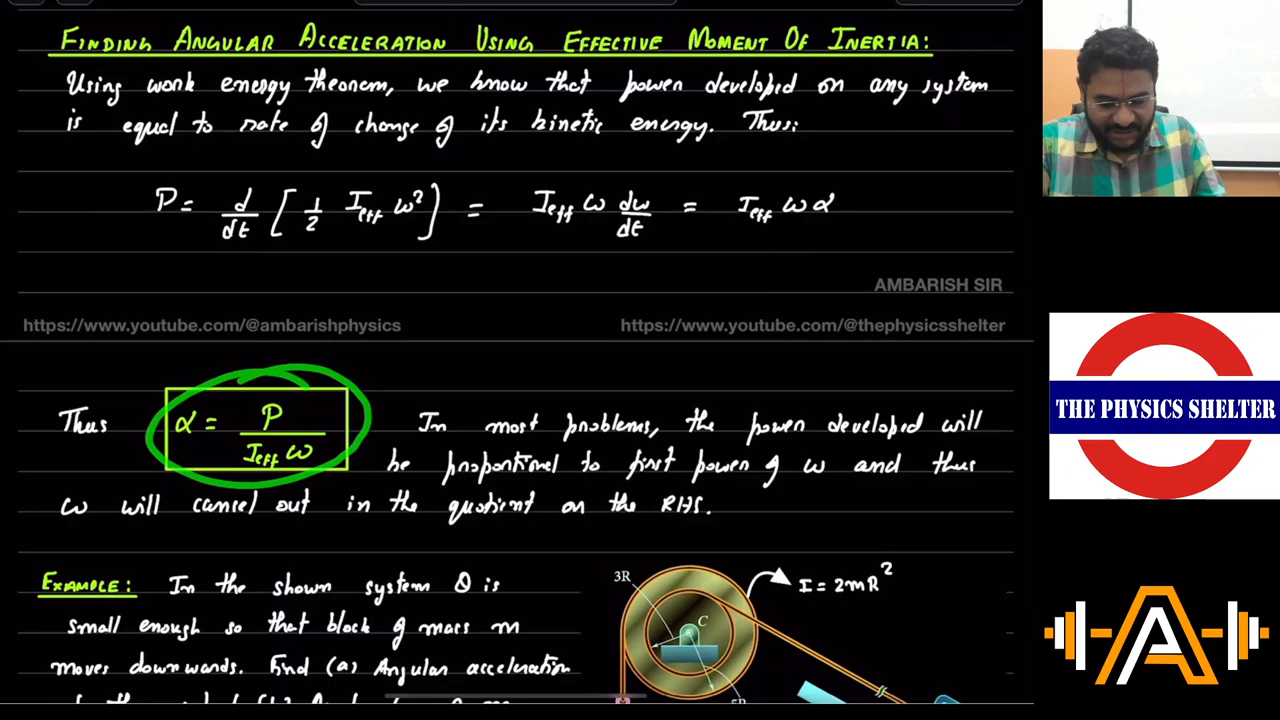 FINDING ANGULAR ACCELERATION USING EFFECTIVE MOMENT OF INERTIA:
Using work energy theorem, we know that power developed on any system
is equal to rate of change of its kinetic energy. Thus:
P = d/dt [ 1/2 I_eff ω² ] = I_eff ω dω/dt = I_eff ω α
AMBARISH SIR
https://www.youtube.com/@ambarishphysics https://www.youtube.com/@thephysicsshelter
Thus α = P / I_eff ω In most problems, the power developed will
be proportional to first power of ω and thus
ω will cancel out in the quotient on the RHS.
EXAMPLE: In the shown system θ is
small enough so that block of mass m
moves downwards. Find (a) Angular acceleration
3R
I = 2mR²
C
5R
THE PHYSICS SHELTER